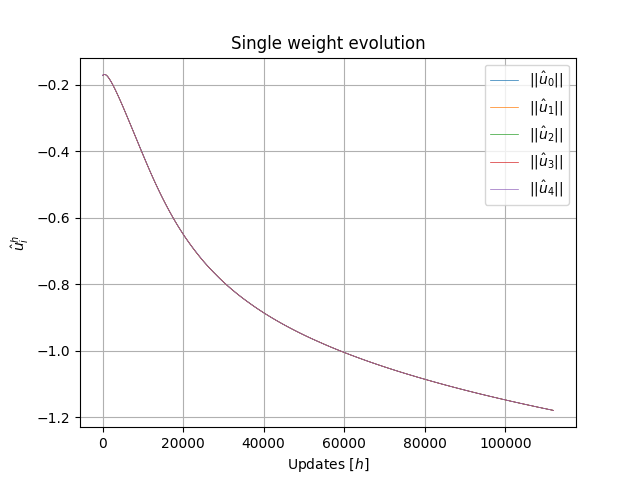 Single weight evolution
||û₀||
||û₁||
||û₂||
||û₃||
||û₄||
−0.2
−0.4
−0.6
−0.8
−1.0
−1.2
0 20000 40000 60000 80000 100000
Updates [h]